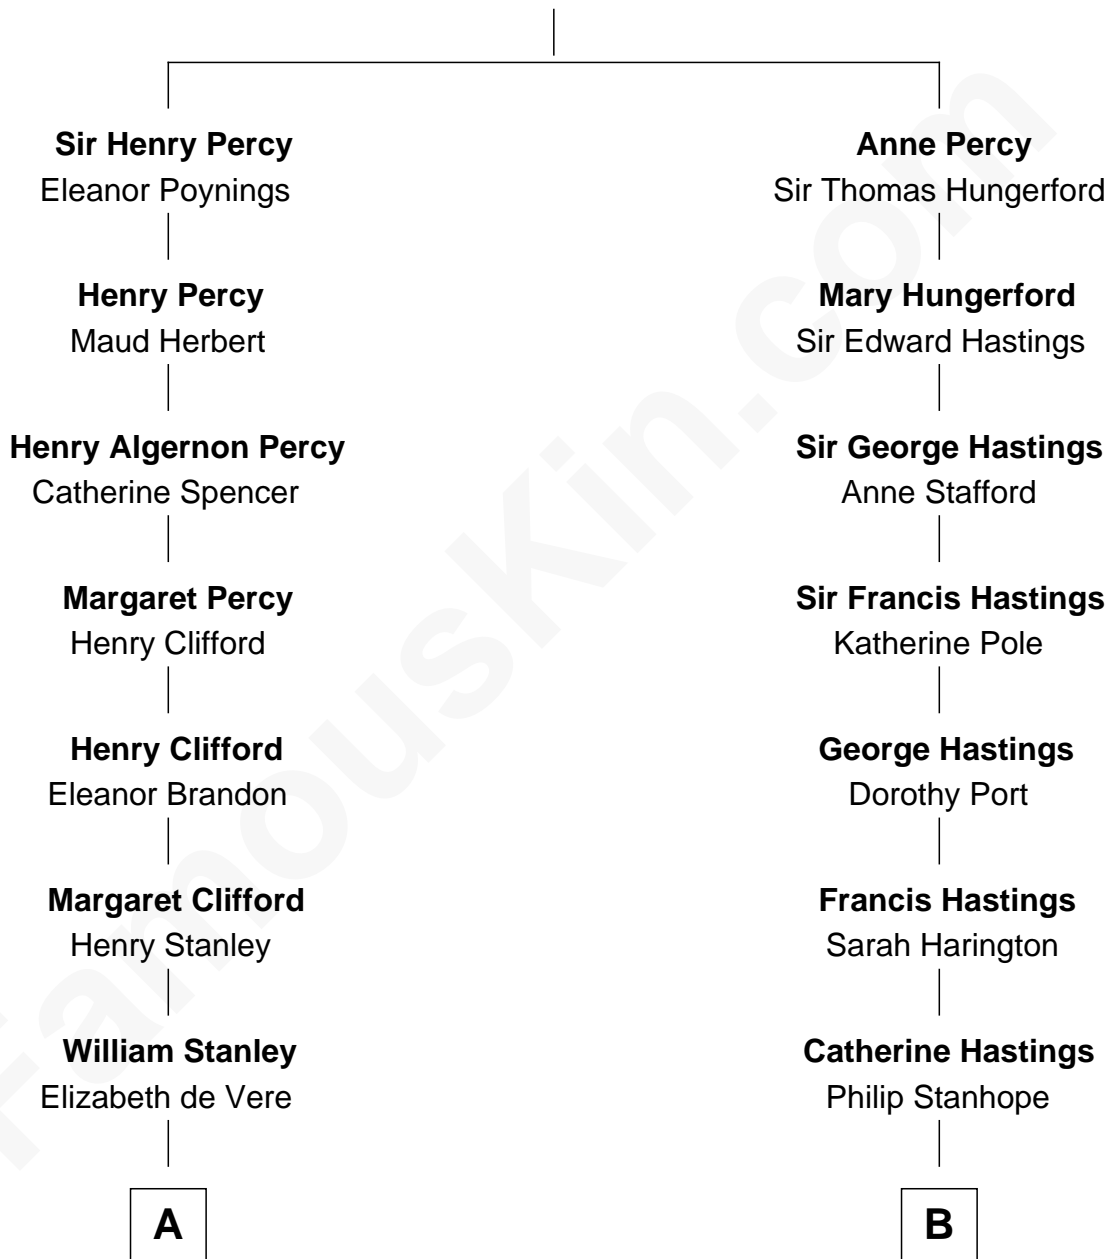 Sir Henry Percy
Eleanor Poynings
Anne Percy
Sir Thomas Hungerford
Henry Percy
Maud Herbert
Mary Hungerford
Sir Edward Hastings
Henry Algernon Percy
Catherine Spencer
Sir George Hastings
Anne Stafford
Margaret Percy
Henry Clifford
Sir Francis Hastings
Katherine Pole
Henry Clifford
Eleanor Brandon
George Hastings
Dorothy Port
Margaret Clifford
Henry Stanley
Francis Hastings
Sarah Harington
William Stanley
Elizabeth de Vere
Catherine Hastings
Philip Stanhope
A
B
FamousKin.com